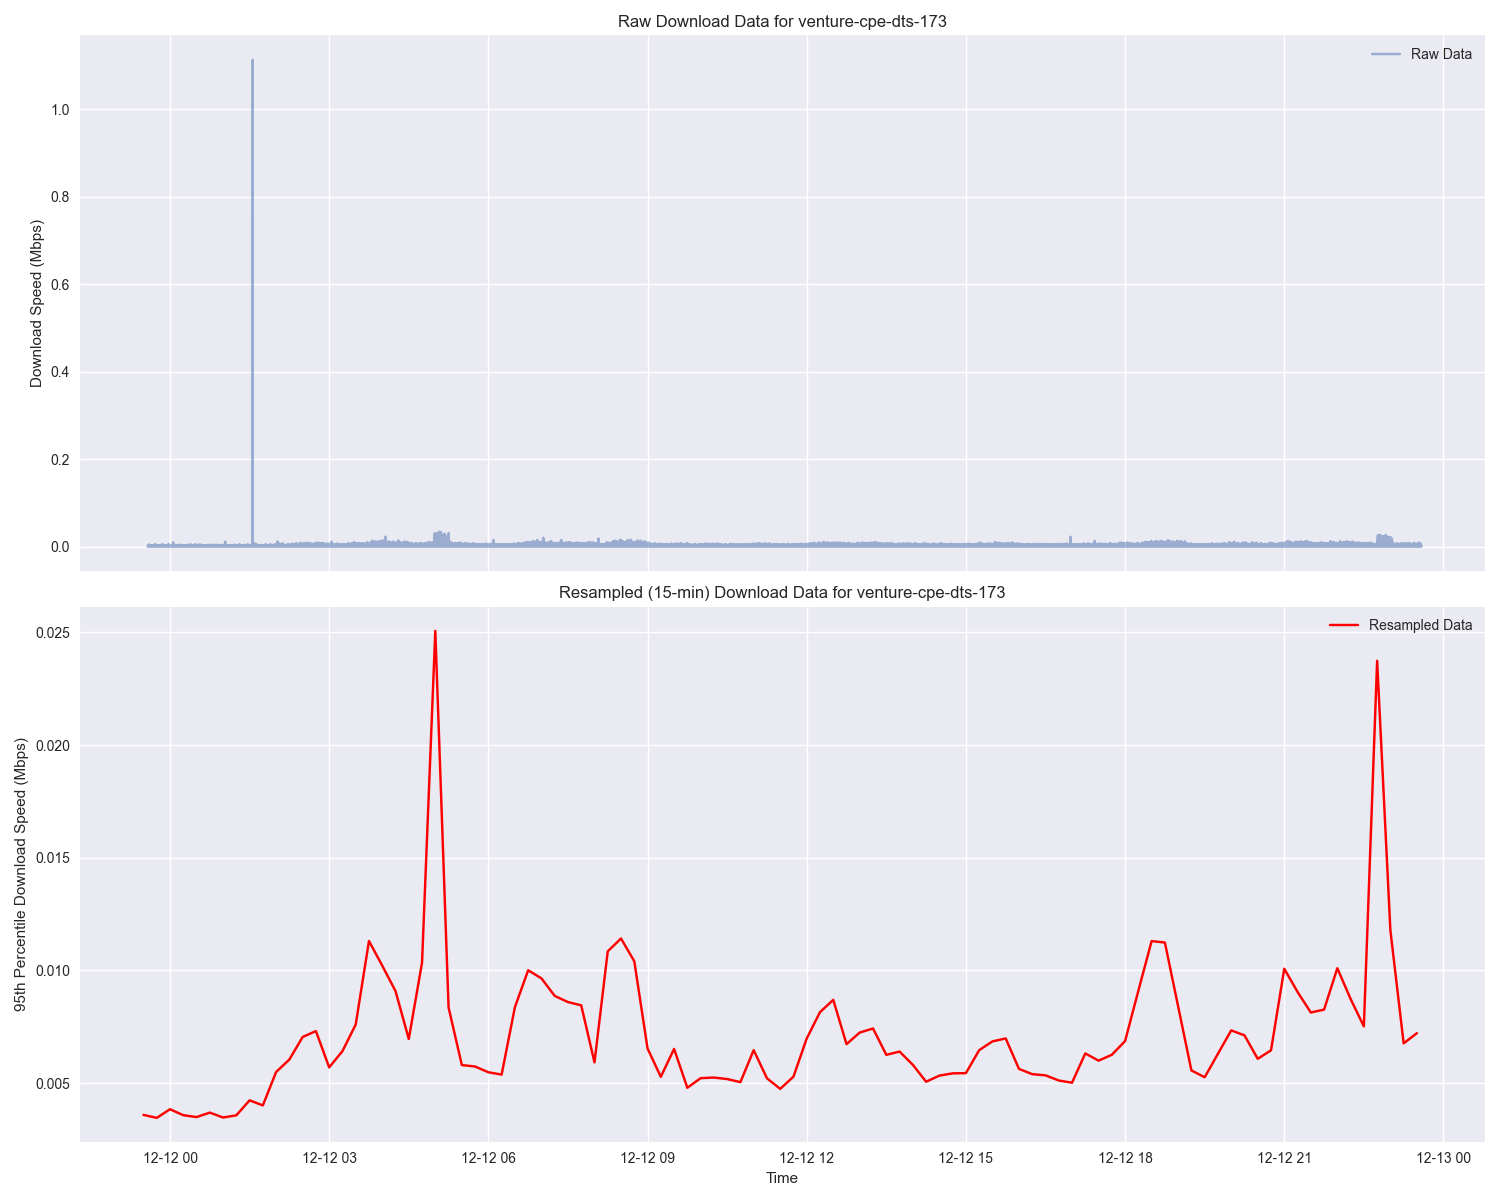 Raw Download Data for venture-cpe-dts-173
Raw Data
Download Speed (Mbps)
1.0
0.8
0.6
0.4
0.2
0.0
Resampled (15-min) Download Data for venture-cpe-dts-173
Resampled Data
95th Percentile Download Speed (Mbps)
0.025
0.020
0.015
0.010
0.005
12-12 00 12-12 03 12-12 06 12-12 09 12-12 12 12-12 15 12-12 18 12-12 21 12-13 00
Time